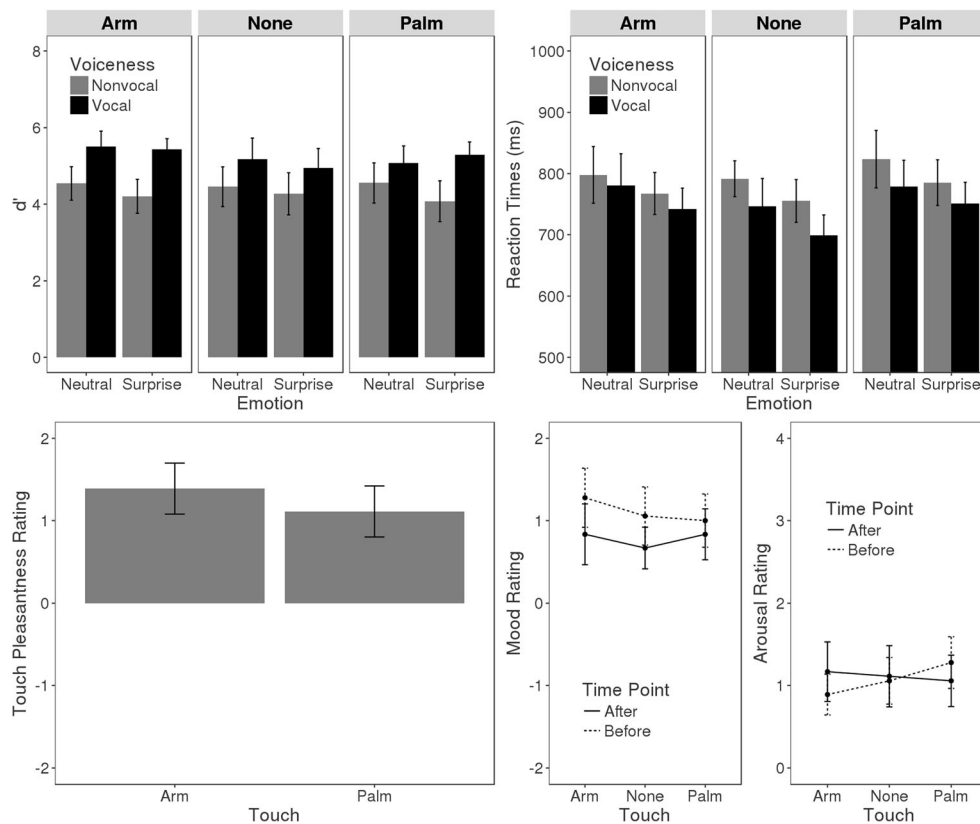 Arm None Palm
8
6
4
2
0
d'
Voiceness
Nonvocal
Vocal
Neutral Surprise Neutral Surprise Neutral Surprise
Emotion
Arm None Palm
1000
900
800
700
600
500
Reaction Times (ms)
Voiceness
Nonvocal
Vocal
Neutral Surprise Neutral Surprise Neutral Surprise
Emotion
2
1
0
-1
-2
Touch Pleasantness Rating
Arm Palm
Touch
2
1
0
-1
-2
Mood Rating
Time Point
After
Before
Arm None Palm
Touch
4
3
2
1
0
Arousal Rating
Time Point
After
Before
Arm None Palm
Touch